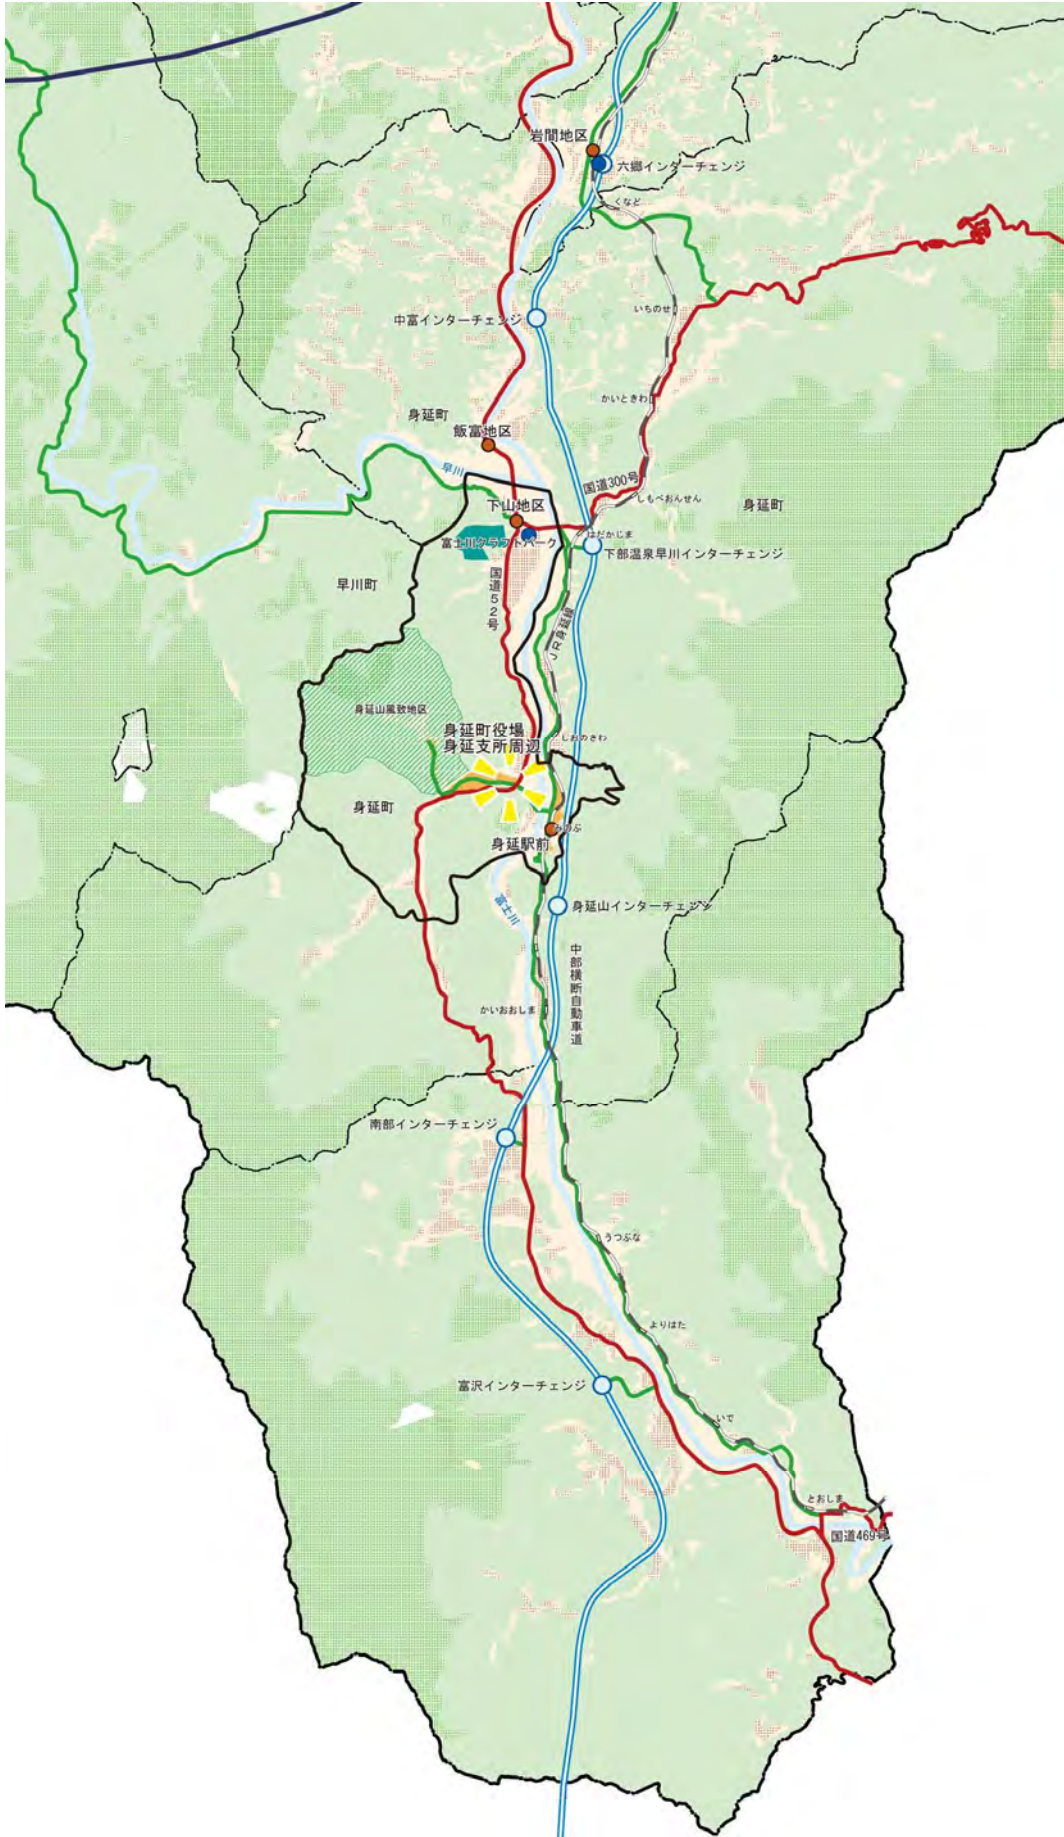 岩間地区
六郷インターチェンジ
くなど
いちのせ
中富インターチェンジ
かいときわ
身延町
飯富地区
早川
国道300号
しもべおんせん
身延町
下山地区
はだかじま
富士川クラフトパーク
下部温泉早川インターチェンジ
国道52号
早川町
JR身延線
身延山風致地区
身延町役場
身延支所周辺
しおのさわ
身延町
みのぶ
身延駅前
富士川
身延山インターチェンジ
中部横断自動車道
かいおおしま
南部インターチェンジ
うつぶな
よりはた
富沢インターチェンジ
いで
とおしま
国道469号